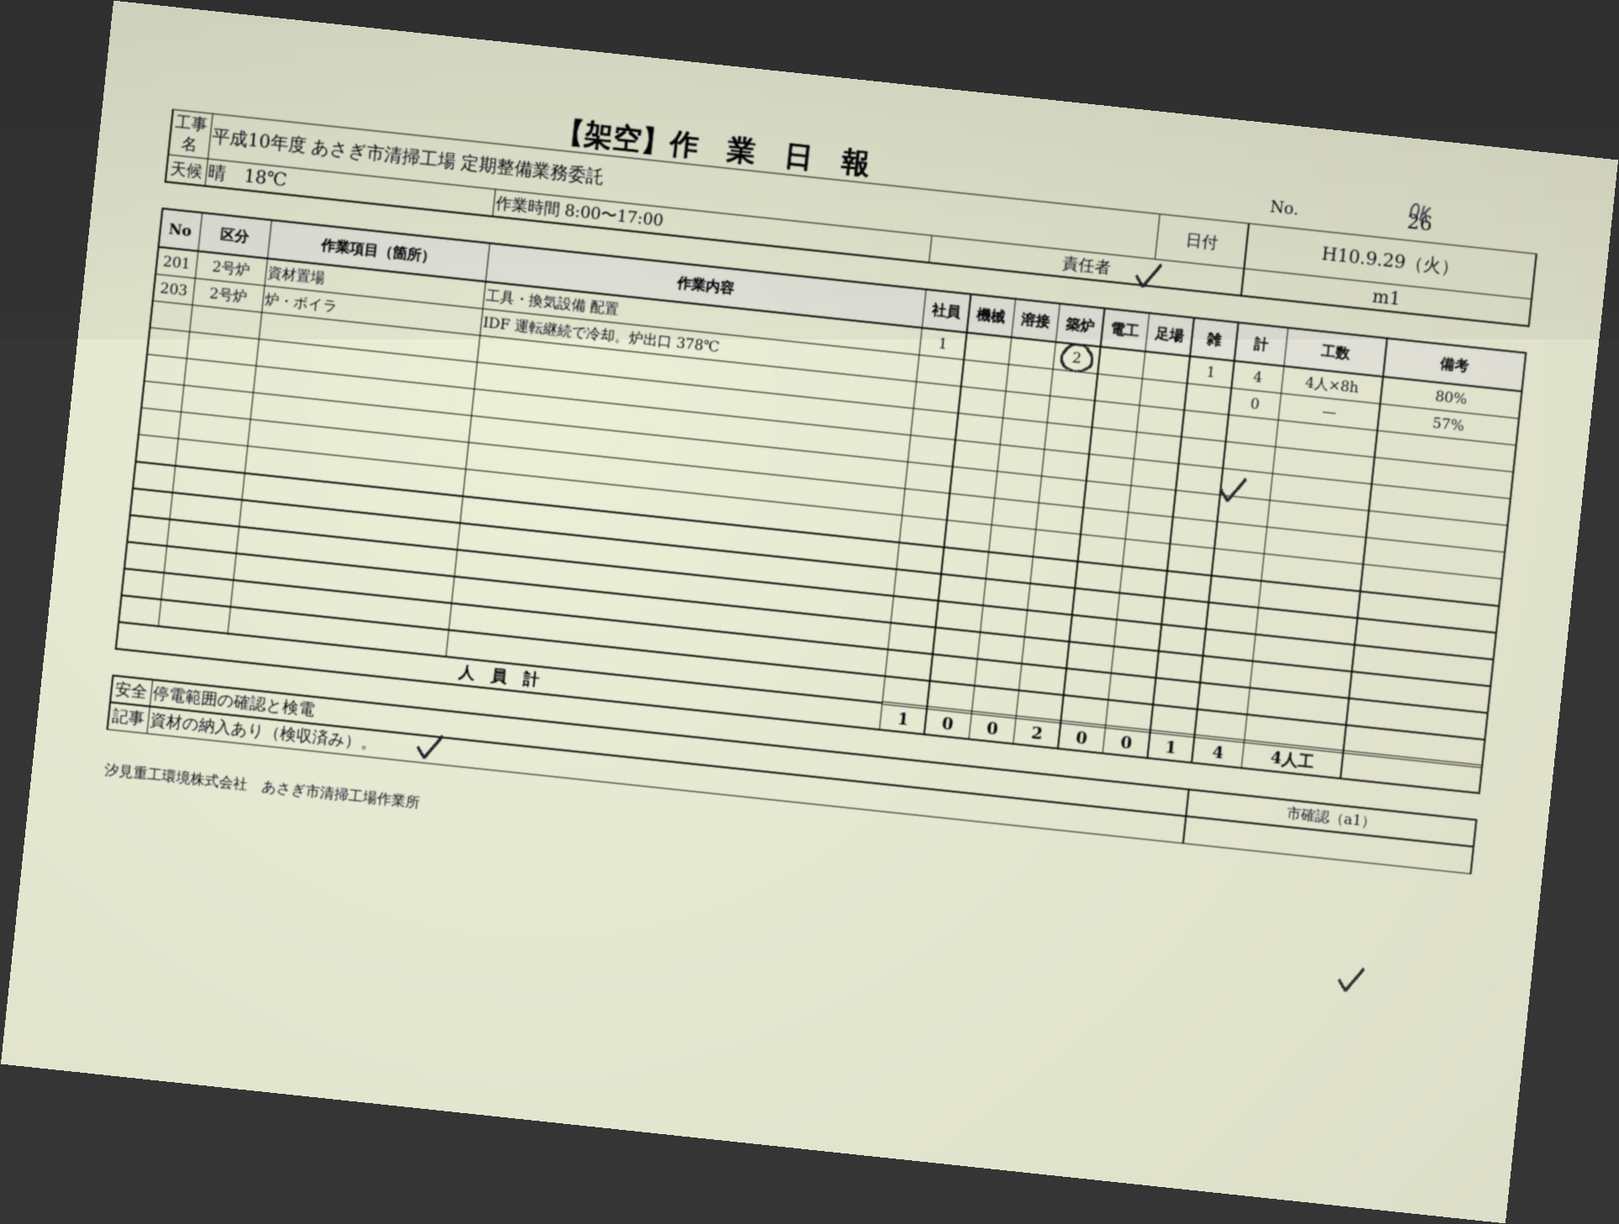 【架空】作 業 日 報
No. 26
OK
工事名 平成10年度 あさぎ市清掃工場 定期整備業務委託 日付 H10.9.29（火）
天候 晴 18℃ 作業時間 8:00〜17:00 責任者 m1
No 区分 作業項目（箇所） 作業内容 社員 機械 溶接 築炉 電工 足場 雑 計 工数 備考
201 2号炉 資材置場 工具・換気設備 配置 1 2 1 4 4人×8h 80%
203 2号炉 炉・ボイラ IDF 運転継続で冷却。炉出口 378℃ 0 — 57%
人 員 計 1 0 0 2 0 0 1 4 4人工
安全 停電範囲の確認と検電 市確認（a1）
記事 資材の納入あり（検収済み）。
汐見重工環境株式会社 あさぎ市清掃工場作業所